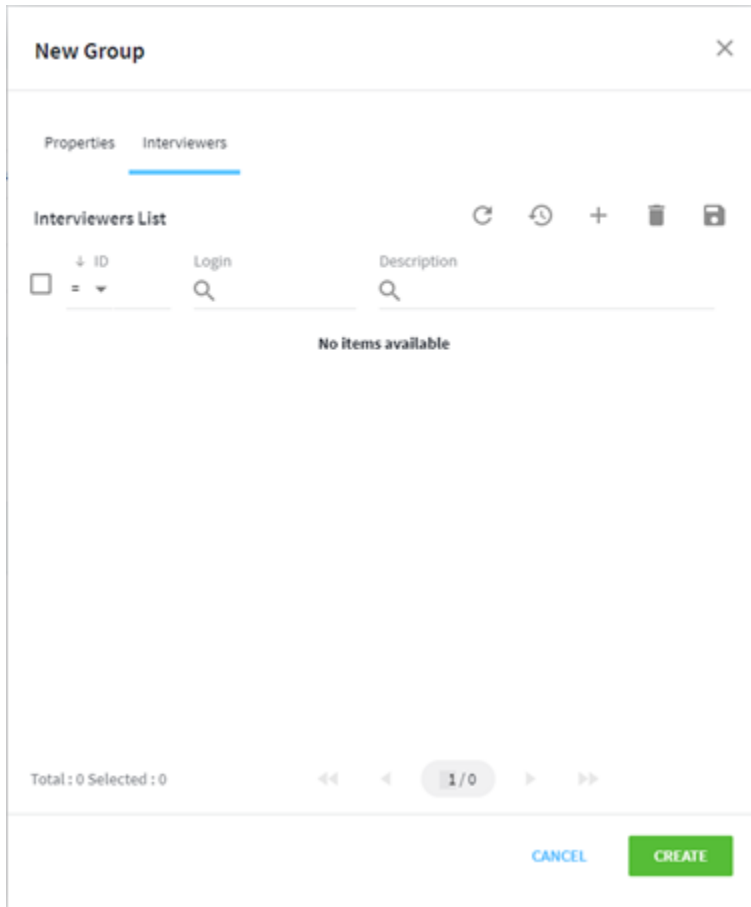 New Group
Properties Interviewers
Interviewers List
ID Login Description
=
No items available
Total : 0 Selected : 0 1 / 0
CANCEL CREATE